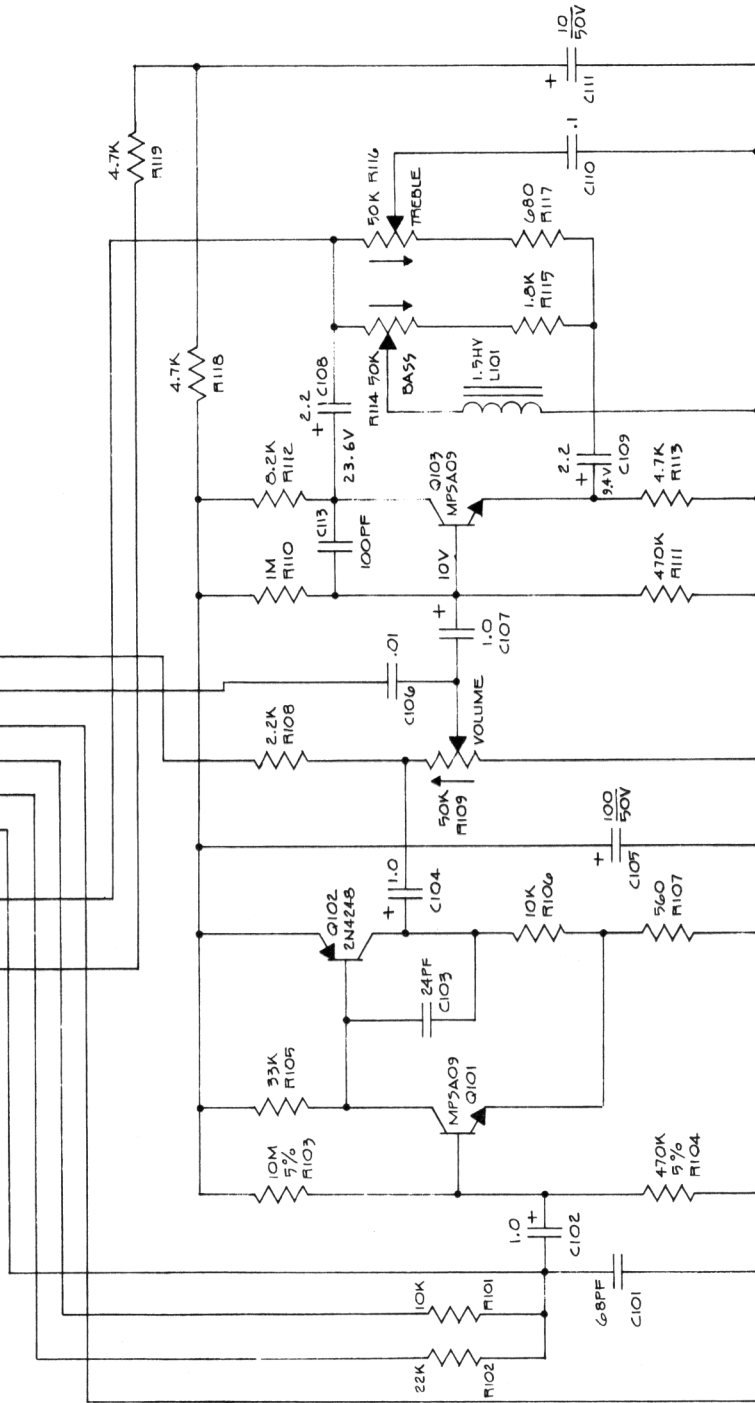 10
50V
+
C111
4.7K
R119
.1
C110
50K R116
TREBLE
680
R117
4.7K
R118
1.8K
R115
2.2
+
C108
R114 50K
BASS
1.5HY
L101
8.2K
R112
23.6V
Q103
MPSA09
2.2
+
9.4V
C109
4.7K
R113
C113
100PF
1M
R110
10V
470K
R111
+
1.0
C107
.01
C106
2.2K
R108
VOLUME
50K
R109
100
50V
+
C105
1.0
+
C104
Q102
2N4248
10K
R106
560
R107
24PF
C103
33K
R105
MPSA09
Q101
10M
5%
R103
470K
5%
R104
1.0
+
C102
68PF
C101
10K
R101
22K
R102